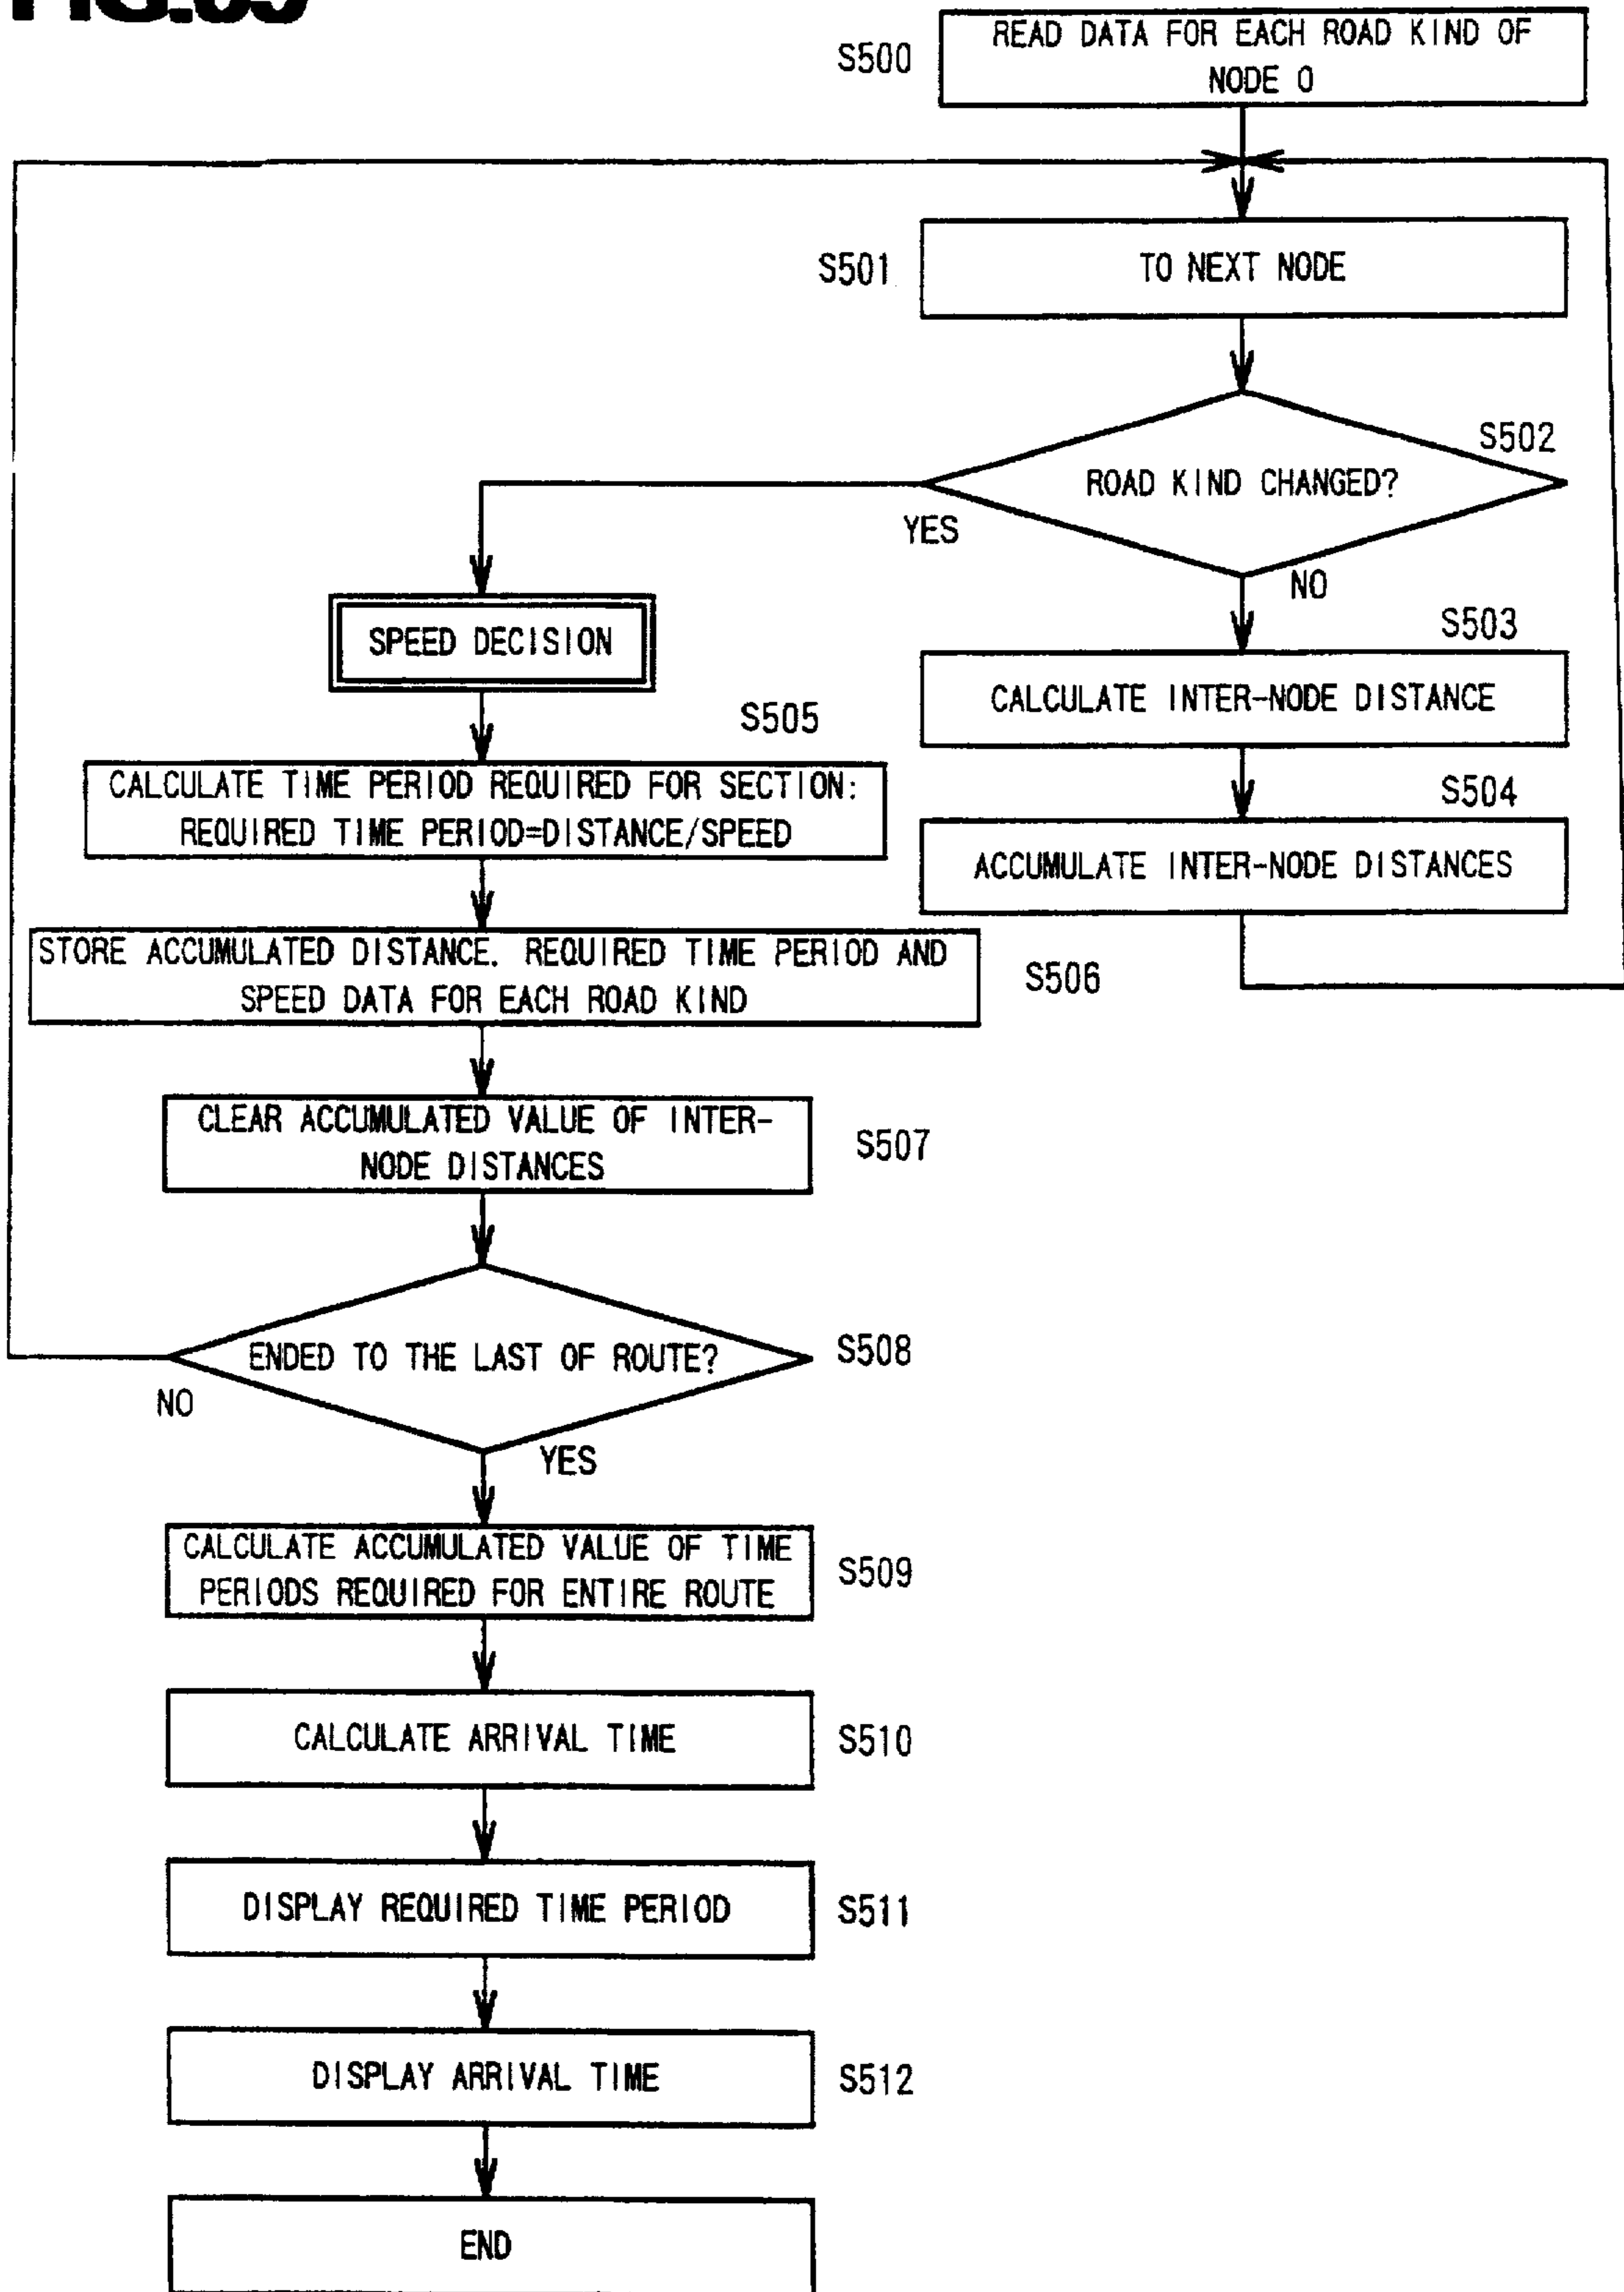 S500
READ DATA FOR EACH ROAD KIND OF
NODE 0
S501
TO NEXT NODE
S502
ROAD KIND CHANGED?
YES
NO
SPEED DECISION
S503
CALCULATE INTER-NODE DISTANCE
S505
CALCULATE TIME PERIOD REQUIRED FOR SECTION:
REQUIRED TIME PERIOD=DISTANCE/SPEED
S504
ACCUMULATE INTER-NODE DISTANCES
STORE ACCUMULATED DISTANCE. REQUIRED TIME PERIOD AND
SPEED DATA FOR EACH ROAD KIND
S506
CLEAR ACCUMULATED VALUE OF INTER-
NODE DISTANCES
S507
ENDED TO THE LAST OF ROUTE?
S508
NO
YES
CALCULATE ACCUMULATED VALUE OF TIME
PERIODS REQUIRED FOR ENTIRE ROUTE
S509
CALCULATE ARRIVAL TIME
S510
DISPLAY REQUIRED TIME PERIOD
S511
DISPLAY ARRIVAL TIME
S512
END